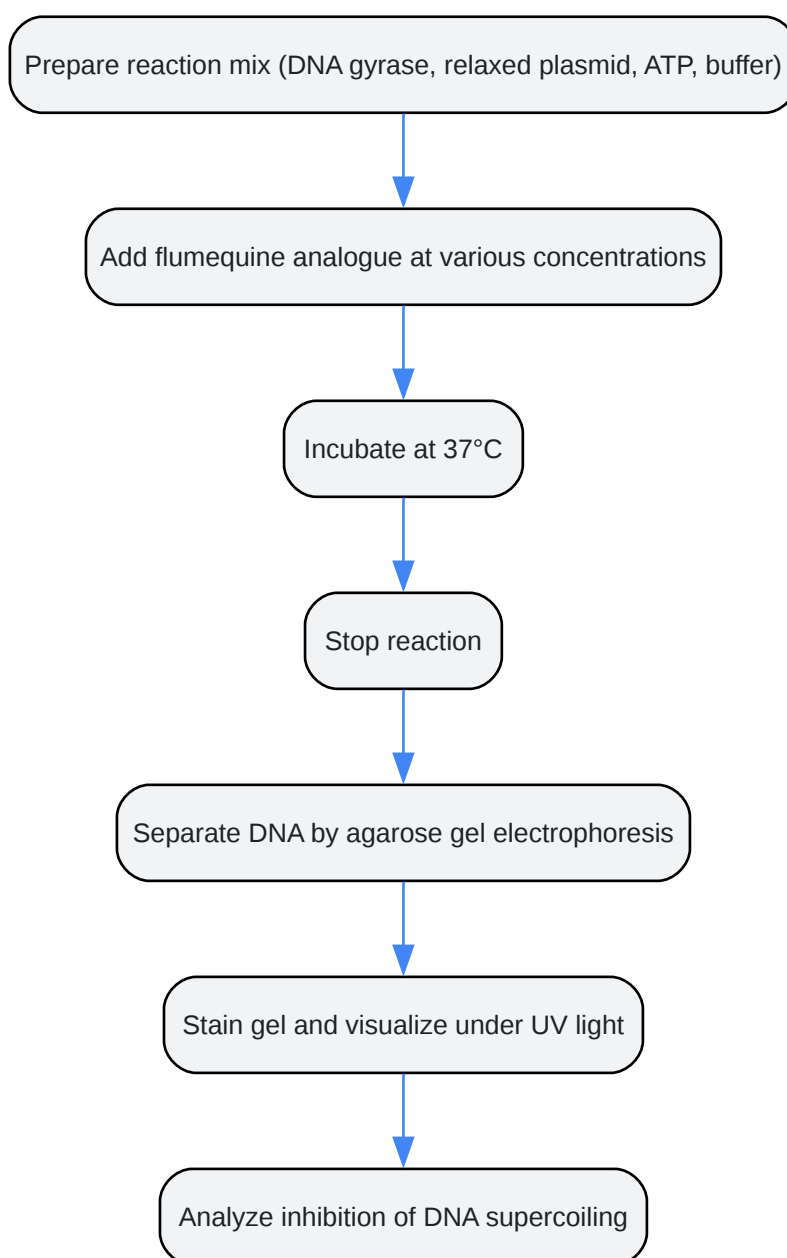 Prepare reaction mix (DNA gyrase, relaxed plasmid, ATP, buffer)
Add flumequine analogue at various concentrations
Incubate at 37°C
Stop reaction
Separate DNA by agarose gel electrophoresis
Stain gel and visualize under UV light
Analyze inhibition of DNA supercoiling